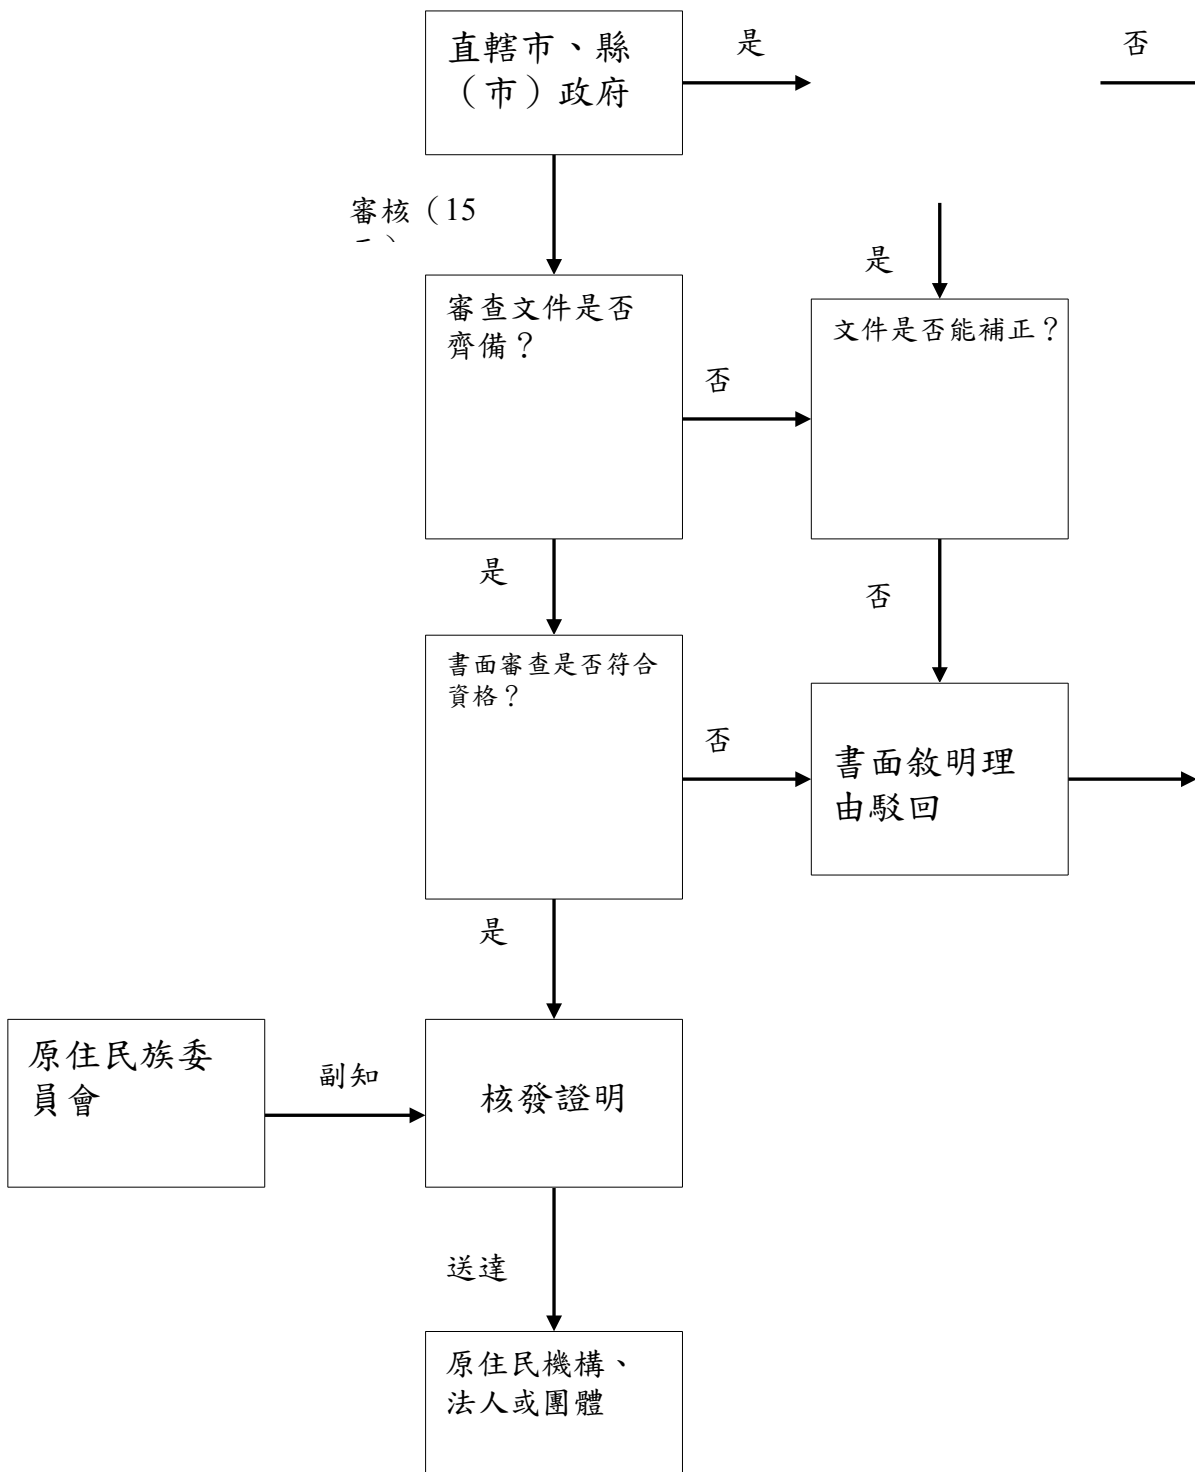 直轄市、縣
（市）政府
是
否
審核（15
是
審查文件是否
齊備？
文件是否能補正？
否
是
否
書面審查是否符合
資格？
否
書面敘明理
由駁回
是
原住民族委
員會
副知
核發證明
送達
原住民機構、
法人或團體